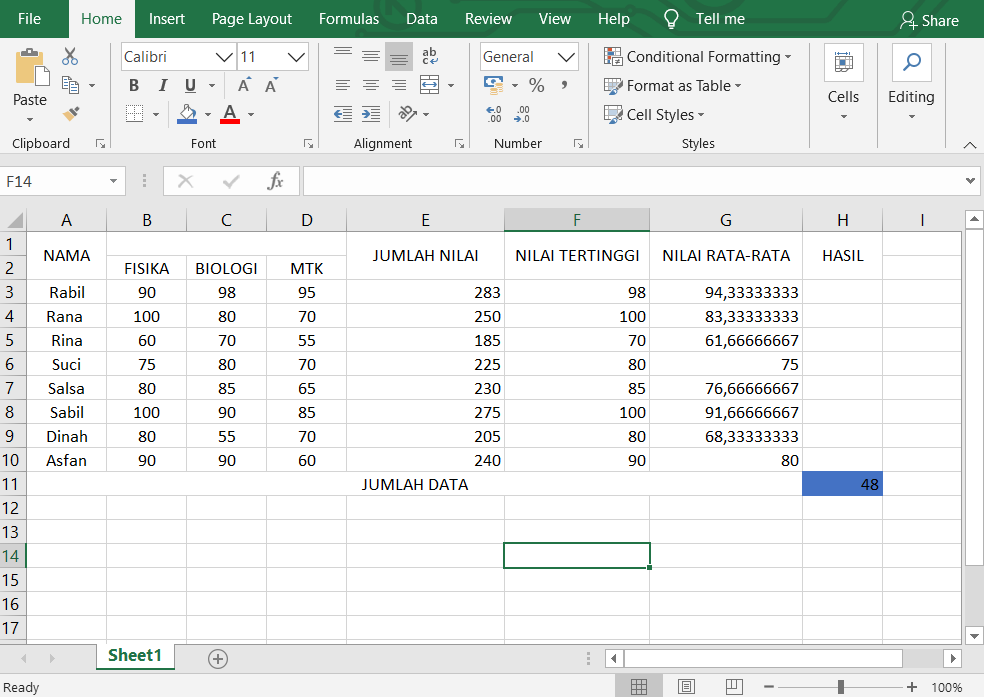 File Home Insert Page Layout Formulas Data Review View Help Tell me Share
Calibri 11 General Conditional Formatting
Paste B I U A A % , Format as Table Cells Editing
A Cell Styles
Clipboard Font Alignment Number Styles
F14 fx
A B C D E F G H I
1 NAMA JUMLAH NILAI NILAI TERTINGGI NILAI RATA-RATA HASIL
2 FISIKA BIOLOGI MTK
3 Rabil 90 98 95 283 98 94,33333333
4 Rana 100 80 70 250 100 83,33333333
5 Rina 60 70 55 185 70 61,66666667
6 Suci 75 80 70 225 80 75
7 Salsa 80 85 65 230 85 76,66666667
8 Sabil 100 90 85 275 100 91,66666667
9 Dinah 80 55 70 205 80 68,33333333
10 Asfan 90 90 60 240 90 80
11 JUMLAH DATA 48
12
13
14
15
16
17
Sheet1
Ready 100%